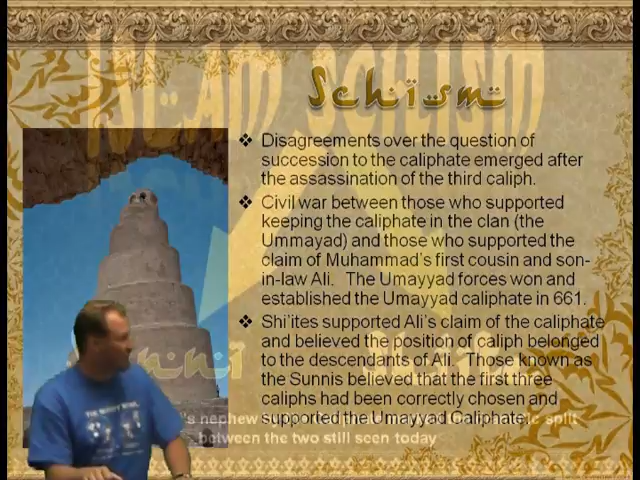 ISLAM SCHISM
Schism
❖ Disagreements over the question of
succession to the caliphate emerged after
the assassination of the third caliph.
❖ Civil war between those who supported
keeping the caliphate in the clan (the
Ummayad) and those who supported the
claim of Muhammad's first cousin and son-
in-law Ali. The Umayyad forces won and
established the Umayyad caliphate in 661.
❖ Shi'ites supported Ali's claim of the caliphate
and believed the position of caliph belonged
to the descendants of Ali. Those known as
Sunni
the Sunnis believed that the first three
caliphs had been correctly chosen and
supported the Umayyad Caliphate.
's nephew split
between the two still seen today